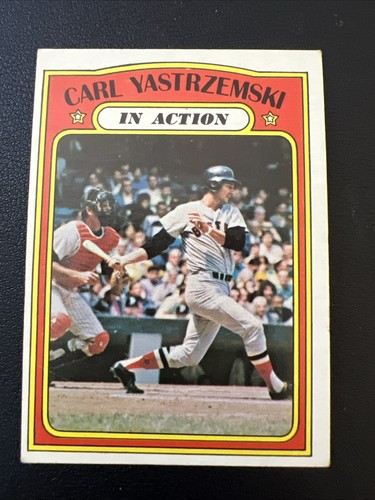 CARL YASTRZEMSKI
IN ACTION